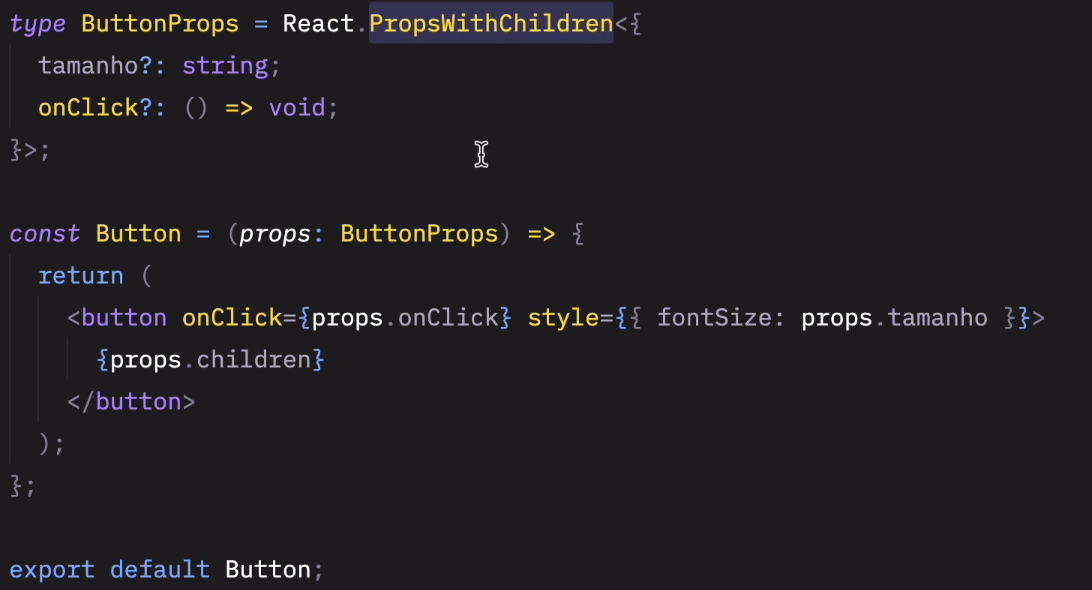 type ButtonProps = React.PropsWithChildren<{
  tamanho?: string;
  onClick?: () => void;
}>;

const Button = (props: ButtonProps) => {
  return (
    <button onClick={props.onClick} style={{ fontSize: props.tamanho }}>
      {props.children}
    </button>
  );
};

export default Button;